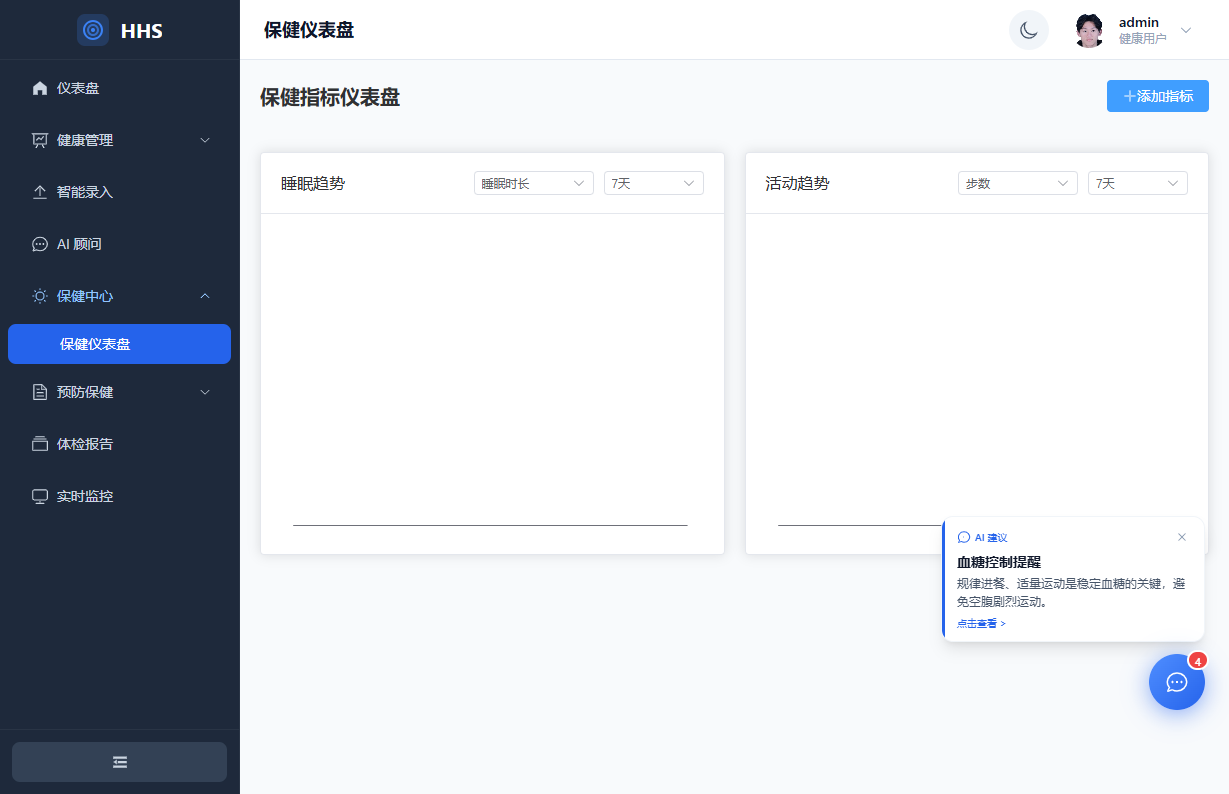 HHS
保健仪表盘
admin
健康用户
仪表盘
健康管理
智能录入
AI 顾问
保健中心
保健仪表盘
预防保健
体检报告
实时监控
保健指标仪表盘
添加指标
睡眠趋势
睡眠时长
7天
活动趋势
步数
7天
AI 建议
血糖控制提醒
规律进餐、适量运动是稳定血糖的关键，避
免空腹剧烈运动。
点击查看 >
4